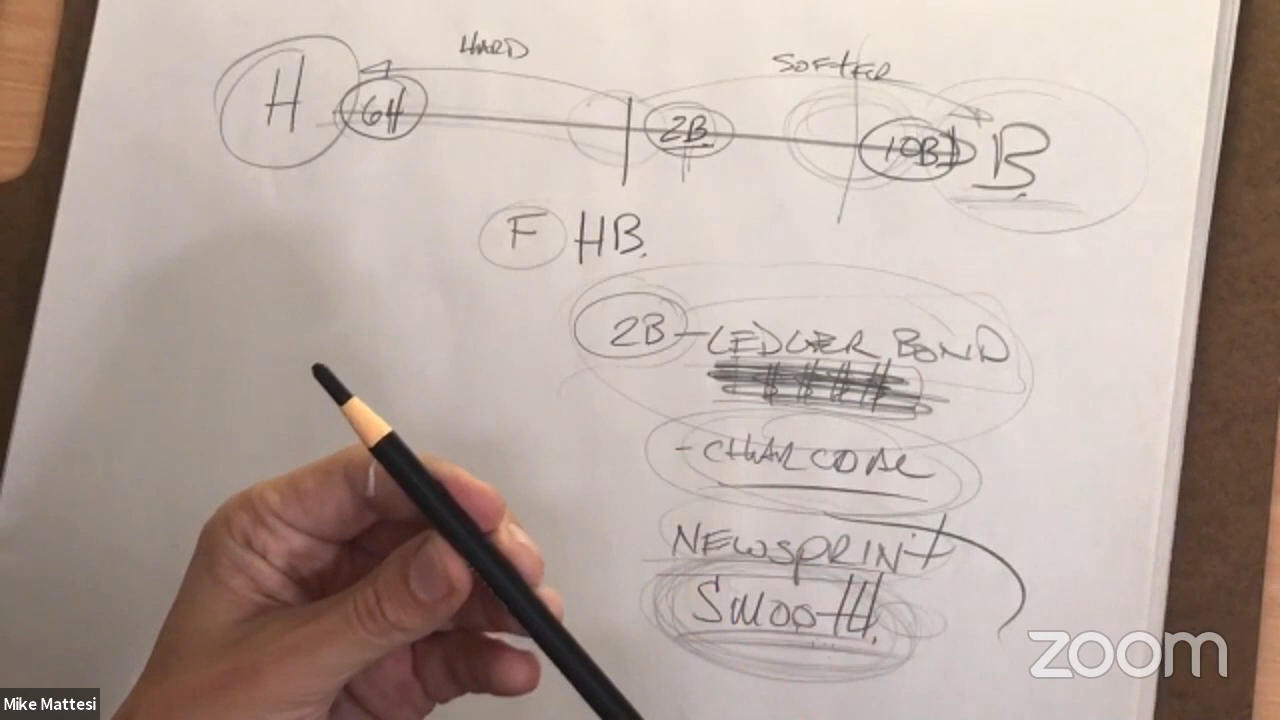 HARD SOFTER
H 6H 2B 10B B
F HB.
2B - LEDGER BOND
- CHARCOAL
NEWSPRINT
SMOOTH.
zoom
Mike Mattesi